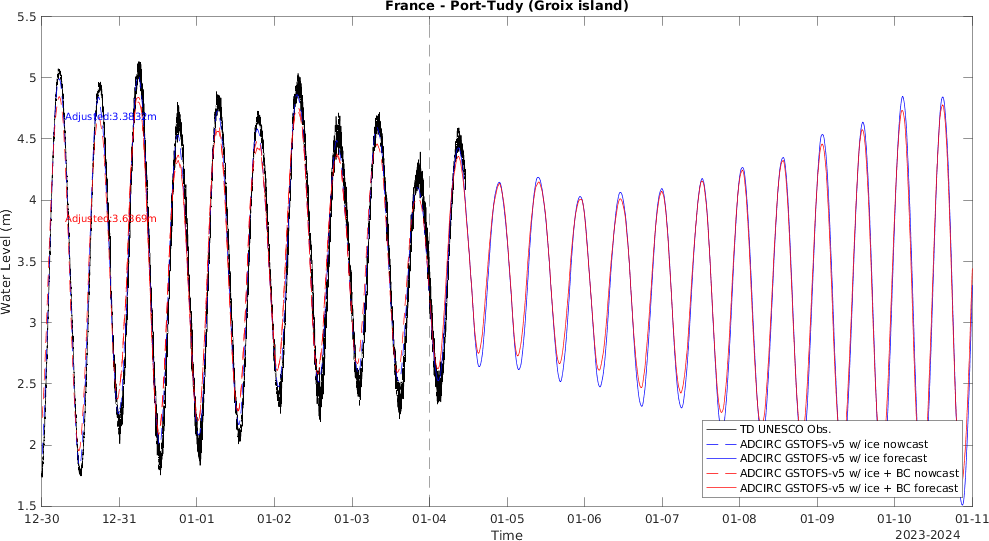 France - Port-Tudy (Groix island)
5.5
5
4.5
4
3.5
3
2.5
2
1.5
Water Level (m)
Adjusted:3.3832m
Adjusted:3.6369m
TD UNESCO Obs.
ADCIRC GSTOFS-v5 w/ ice nowcast
ADCIRC GSTOFS-v5 w/ ice forecast
ADCIRC GSTOFS-v5 w/ ice + BC nowcast
ADCIRC GSTOFS-v5 w/ ice + BC forecast
12-30 12-31 01-01 01-02 01-03 01-04 01-05 01-06 01-07 01-08 01-09 01-10 01-11
Time
2023-2024